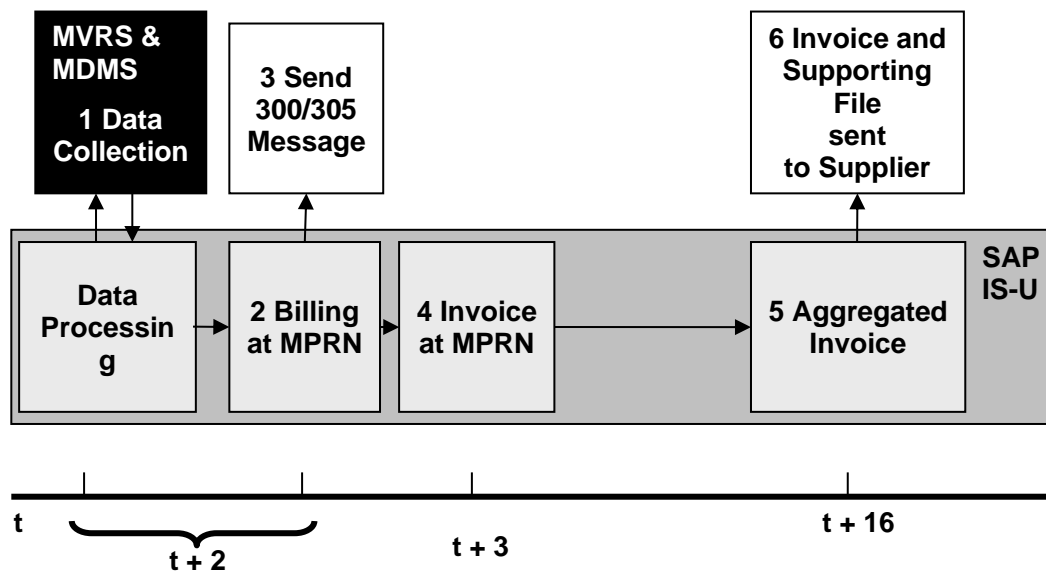 MVRS &
MDMS
1 Data
Collection
3 Send
300/305
Message
6 Invoice and
Supporting
File
sent
to Supplier
Data
Processin
g
2 Billing
at MPRN
4 Invoice
at MPRN
5 Aggregated
Invoice
SAP
IS-U
t
t + 2
t + 3
t + 16